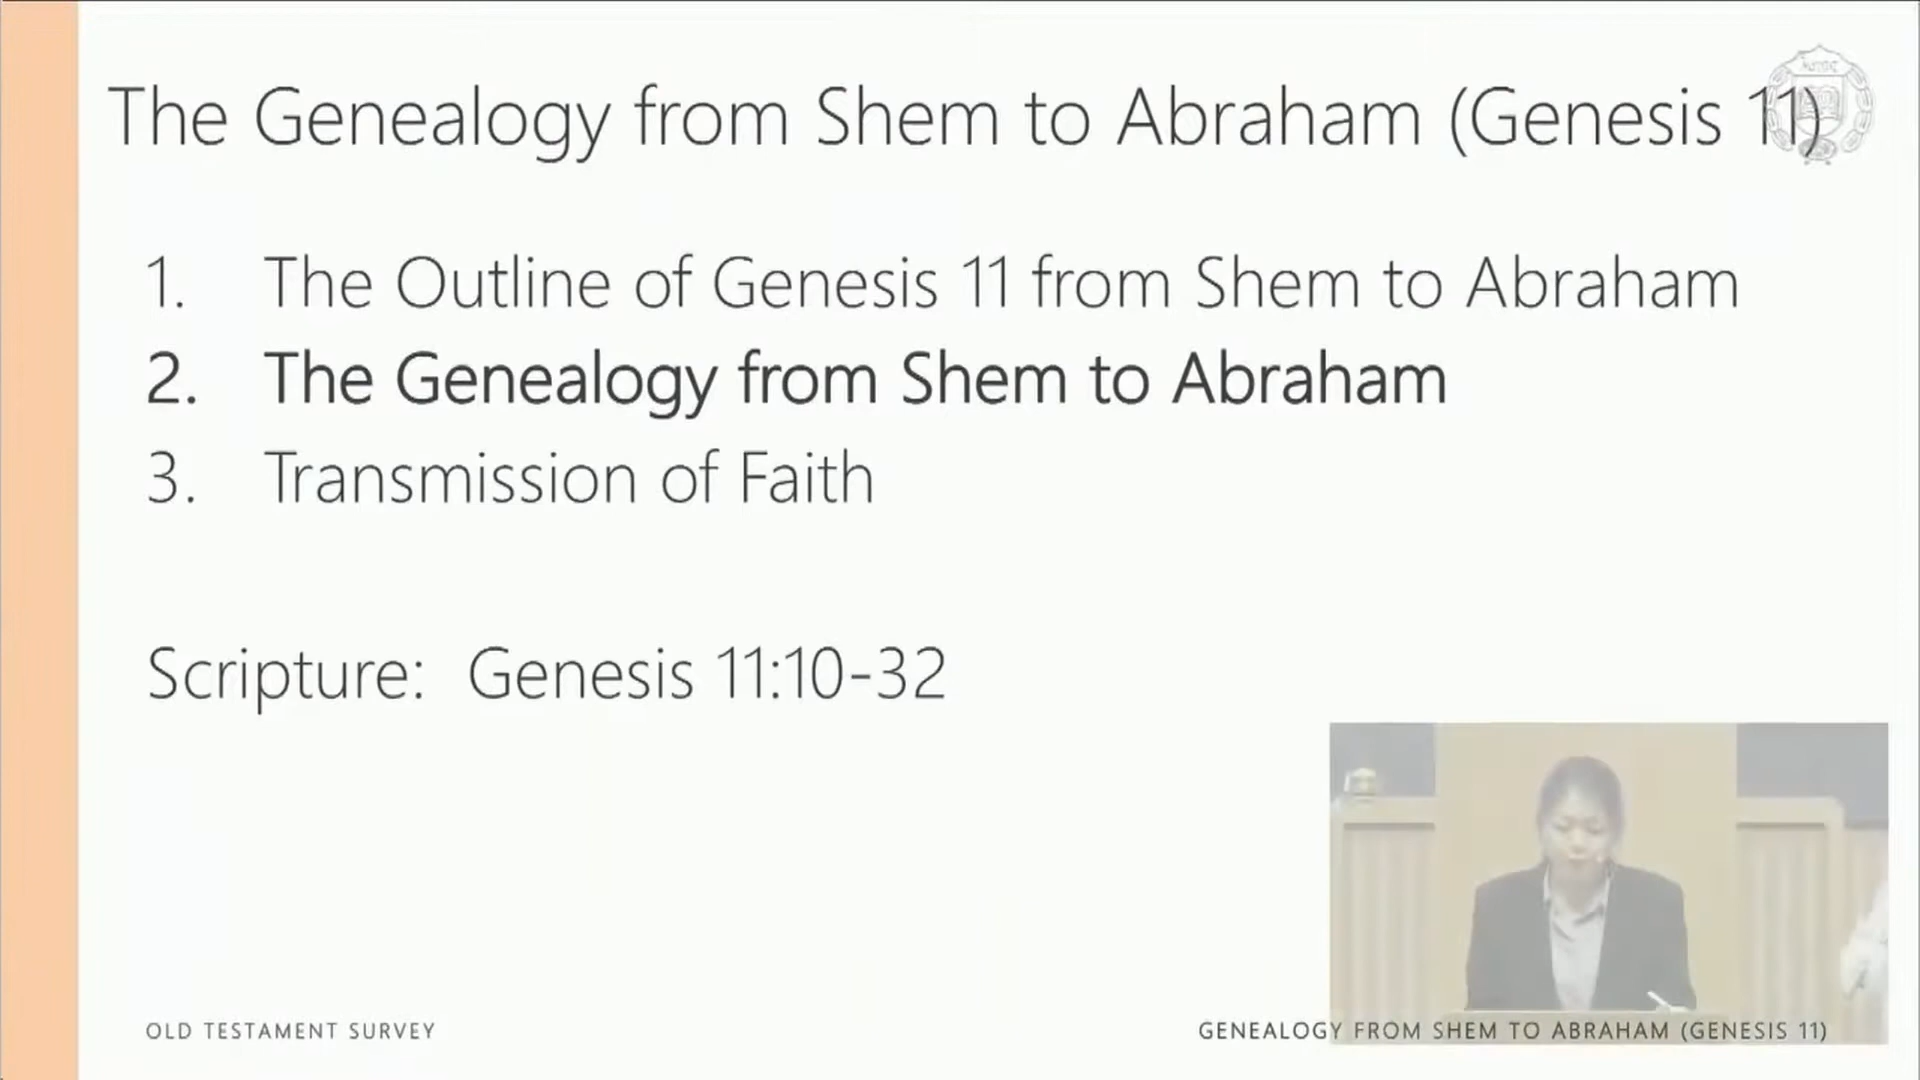 The Genealogy from Shem to Abraham (Genesis 11)
1. The Outline of Genesis 11 from Shem to Abraham
2. The Genealogy from Shem to Abraham
3. Transmission of Faith
Scripture: Genesis 11:10-32
OLD TESTAMENT SURVEY
GENEALOGY FROM SHEM TO ABRAHAM (GENESIS 11)